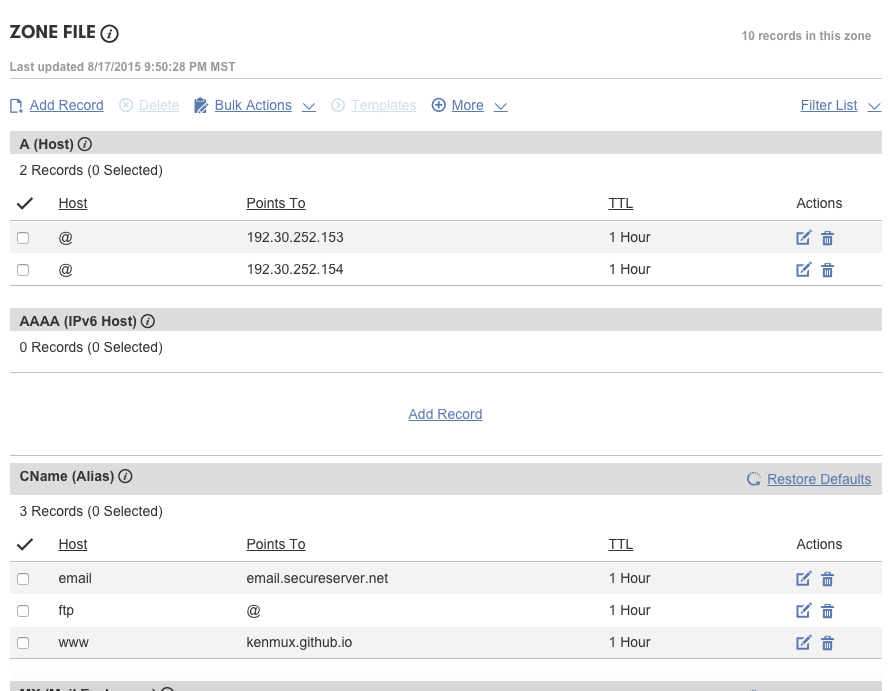 ZONE FILE
10 records in this zone
Last updated 8/17/2015 9:50:28 PM MST
Add Record Delete Bulk Actions Templates More Filter List
A (Host)
2 Records (0 Selected)
Host Points To TTL Actions
@ 192.30.252.153 1 Hour
@ 192.30.252.154 1 Hour
AAAA (IPv6 Host)
0 Records (0 Selected)
Add Record
CName (Alias) Restore Defaults
3 Records (0 Selected)
Host Points To TTL Actions
email email.secureserver.net 1 Hour
ftp @ 1 Hour
www kenmux.github.io 1 Hour